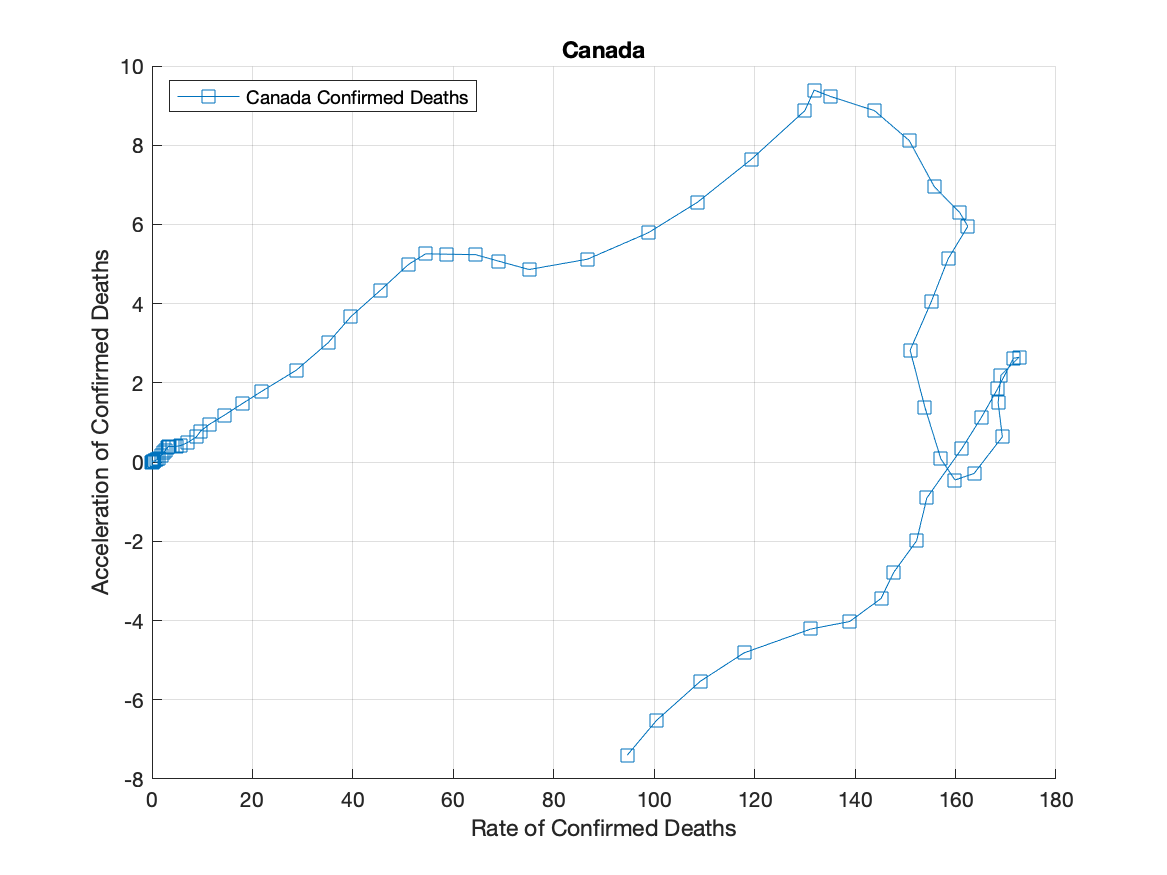 Canada
10
Canada Confirmed Deaths
8
6
4
2
0
-2
-4
-6
-8
Acceleration of Confirmed Deaths
0 20 40 60 80 100 120 140 160 180
Rate of Confirmed Deaths